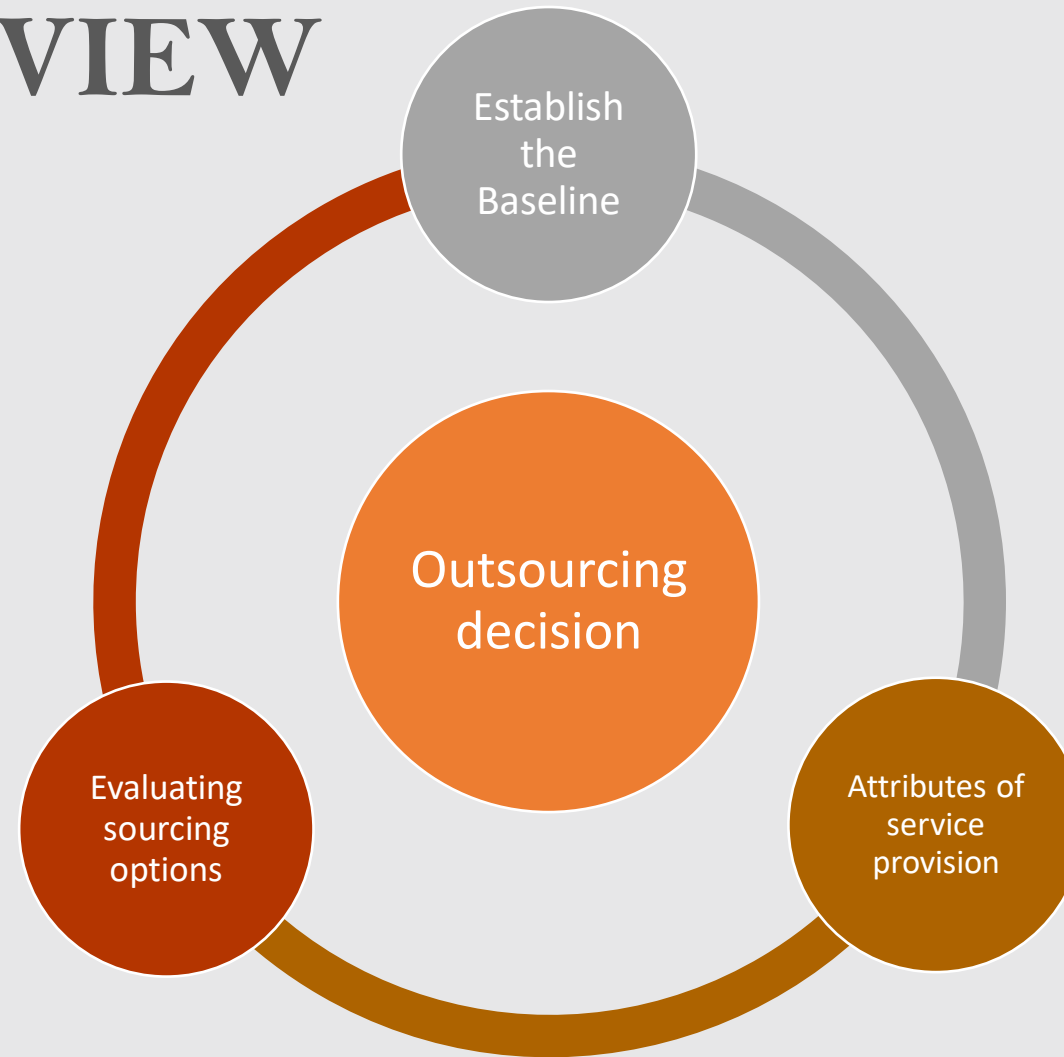 VIEW
Establish
the
Baseline
Outsourcing
decision
Evaluating
sourcing
options
Attributes of
service
provision